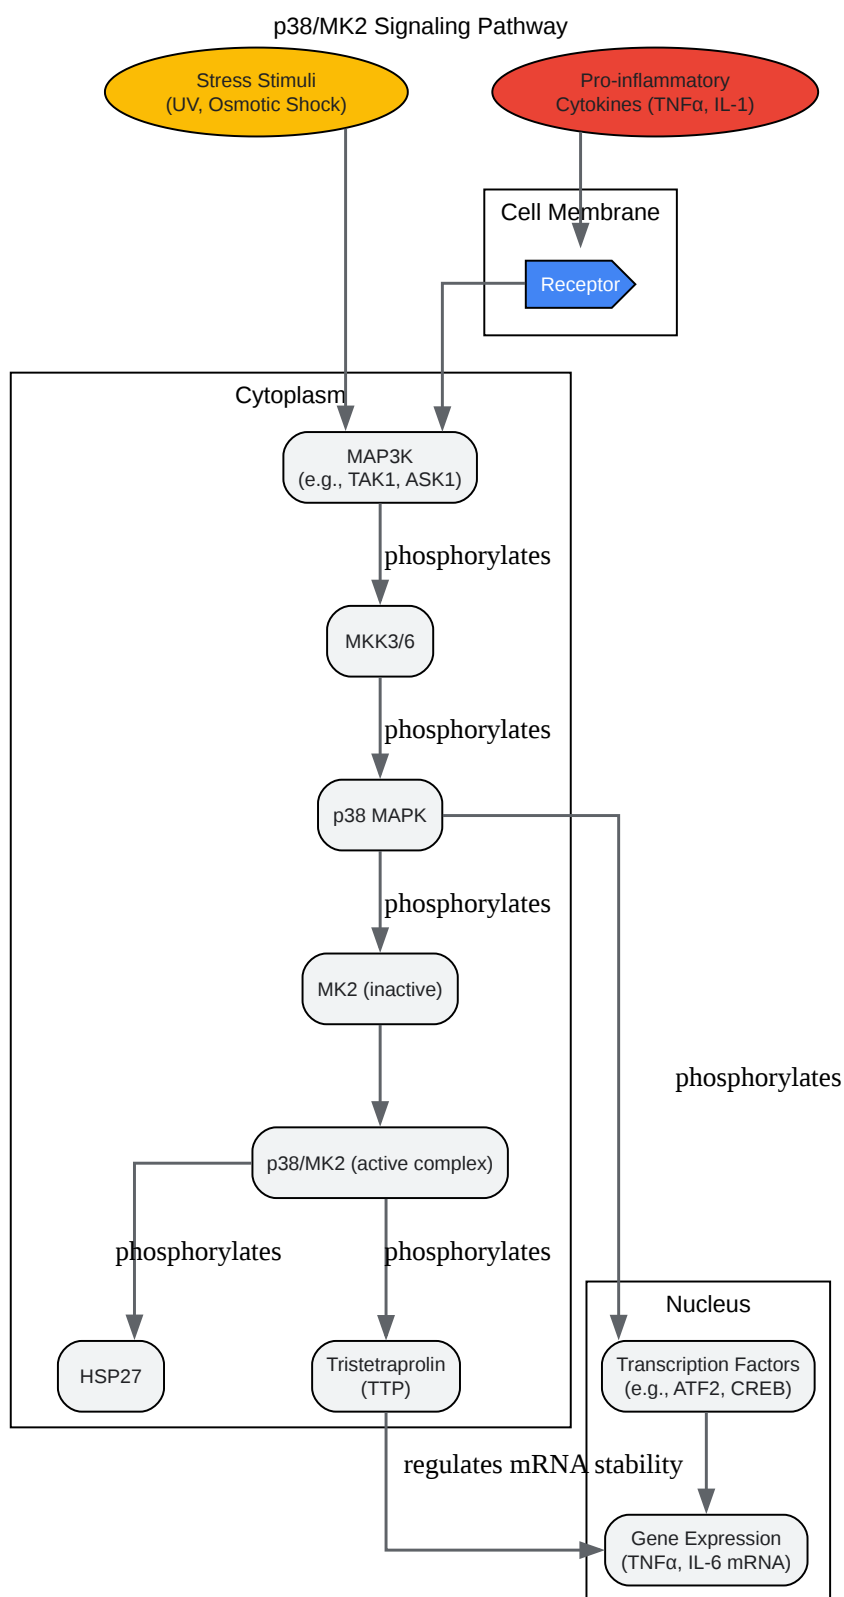 p38/MK2 Signaling Pathway
Stress Stimuli
(UV, Osmotic Shock)
Pro-inflammatory
Cytokines (TNFα, IL-1)
Cell Membrane
Receptor
Cytoplasm
MAP3K
(e.g., TAK1, ASK1)
phosphorylates
MKK3/6
phosphorylates
p38 MAPK
phosphorylates
MK2 (inactive)
phosphorylates
p38/MK2 (active complex)
phosphorylates
phosphorylates
Nucleus
HSP27
Tristetraprolin
(TTP)
Transcription Factors
(e.g., ATF2, CREB)
regulates mRNA stability
Gene Expression
(TNFα, IL-6 mRNA)